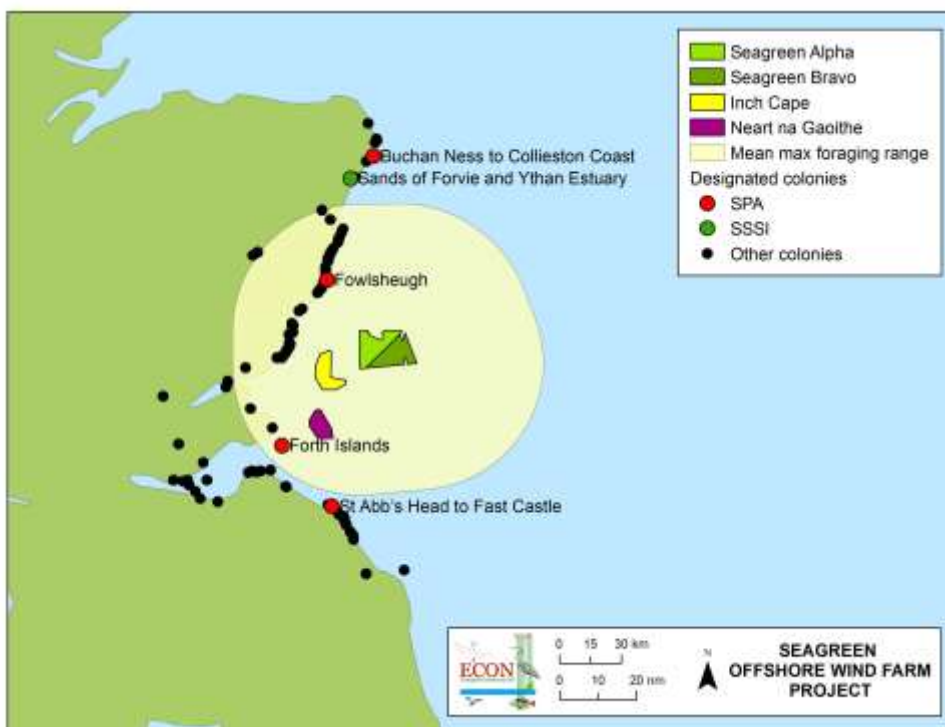 Seagreen Alpha
Seagreen Bravo
Inch Cape
Neart na Gaoithe
Mean max foraging range
Designated colonies
SPA
SSSI
Other colonies
Buchan Ness to Collieston Coast
Sands of Forvie and Ythan Estuary
Fowlsheugh
Forth Islands
St Abb's Head to Fast Castle
ECON
0 15 30 km
0 10 20 nm
N
SEAGREEN
OFFSHORE WIND FARM
PROJECT